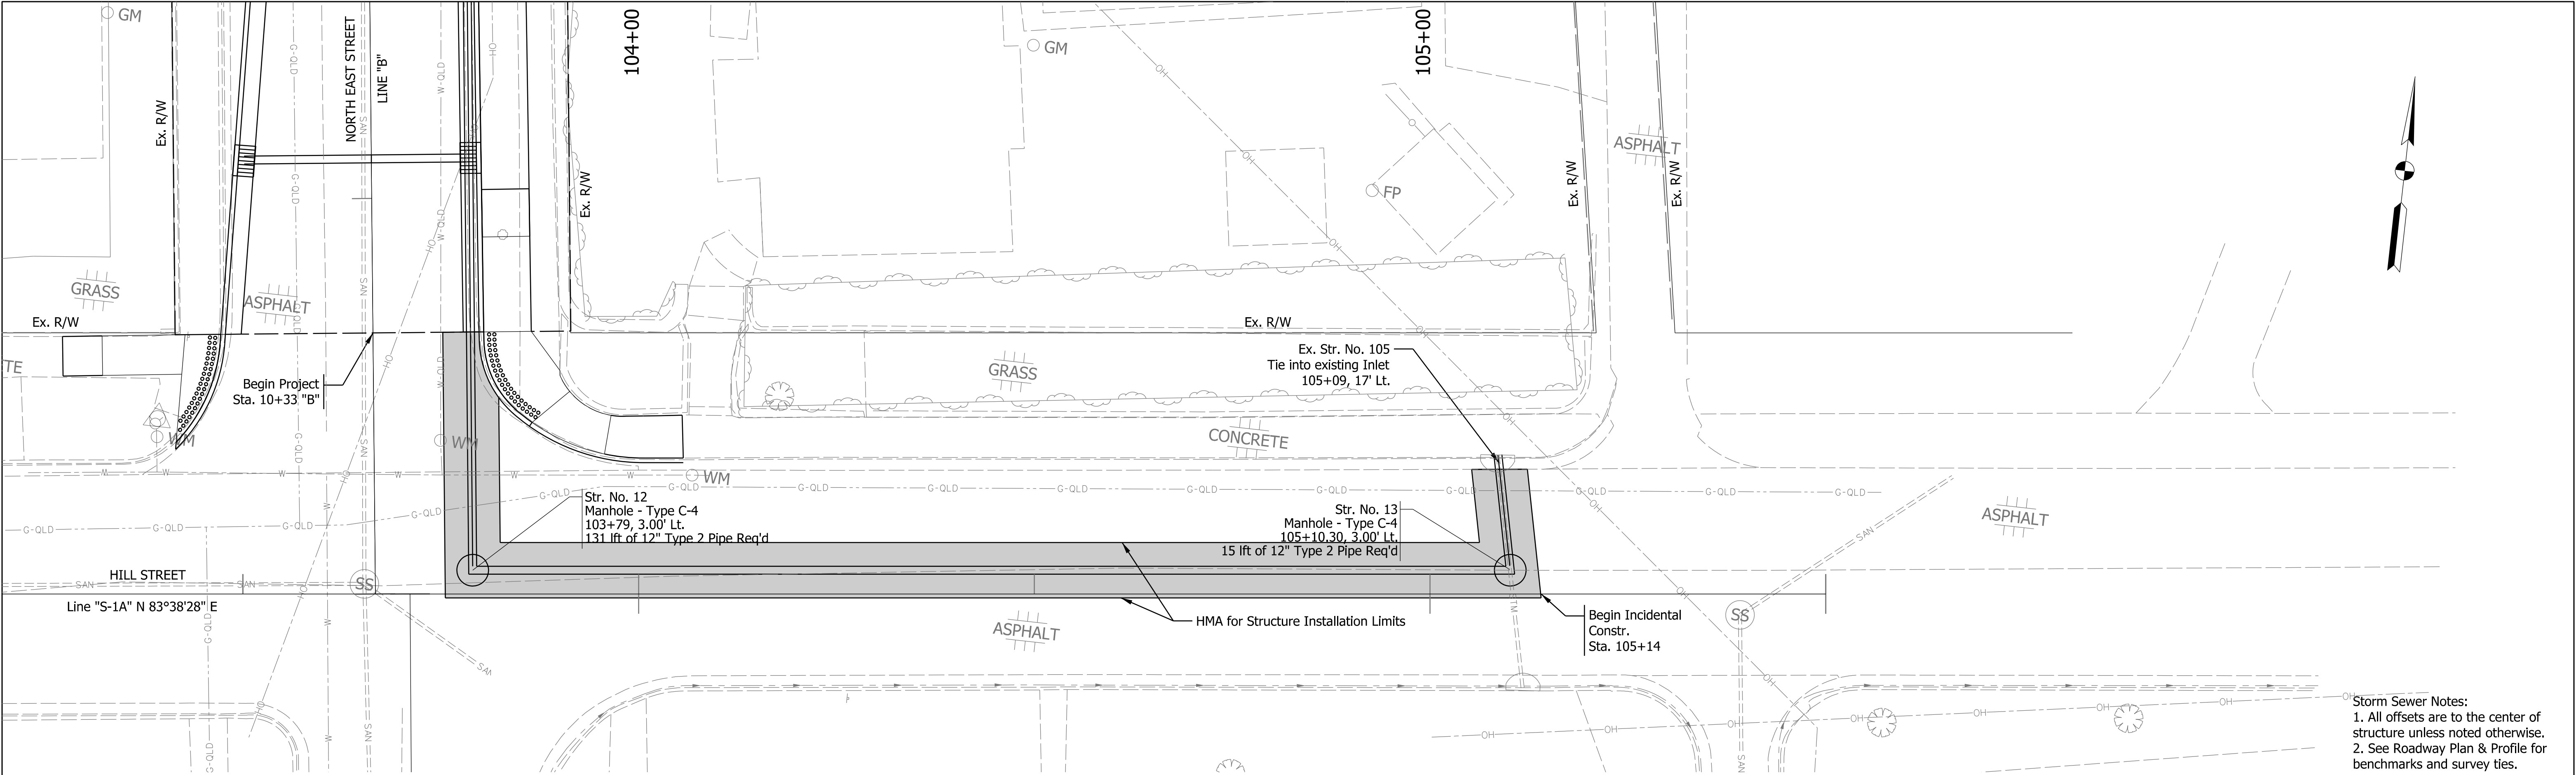 GM
NORTH EAST STREET
LINE "B"
104+00
GM
105+00
Ex. R/W
Ex. R/W
Ex. R/W
Ex. R/W
ASPHALT
FP
GRASS
ASPHALT
Ex. R/W
Ex. R/W
TE
Begin Project
Sta. 10+33 "B"
GRASS
Ex. Str. No. 105
Tie into existing Inlet
105+09, 17' Lt.
WM
WM
WM
CONCRETE
Str. No. 12
Manhole - Type C-4
103+79, 3.00' Lt.
131 lft of 12" Type 2 Pipe Req'd
Str. No. 13
Manhole - Type C-4
105+10.30, 3.00' Lt.
15 lft of 12" Type 2 Pipe Req'd
ASPHALT
HILL STREET
Line "S-1A" N 83°38'28" E
SS
SS
ASPHALT
HMA for Structure Installation Limits
Begin Incidental
Constr.
Sta. 105+14
G-QLD
W-QLD
SAN
OH
W
STM
Storm Sewer Notes:
1. All offsets are to the center of
structure unless noted otherwise.
2. See Roadway Plan & Profile for
benchmarks and survey ties.